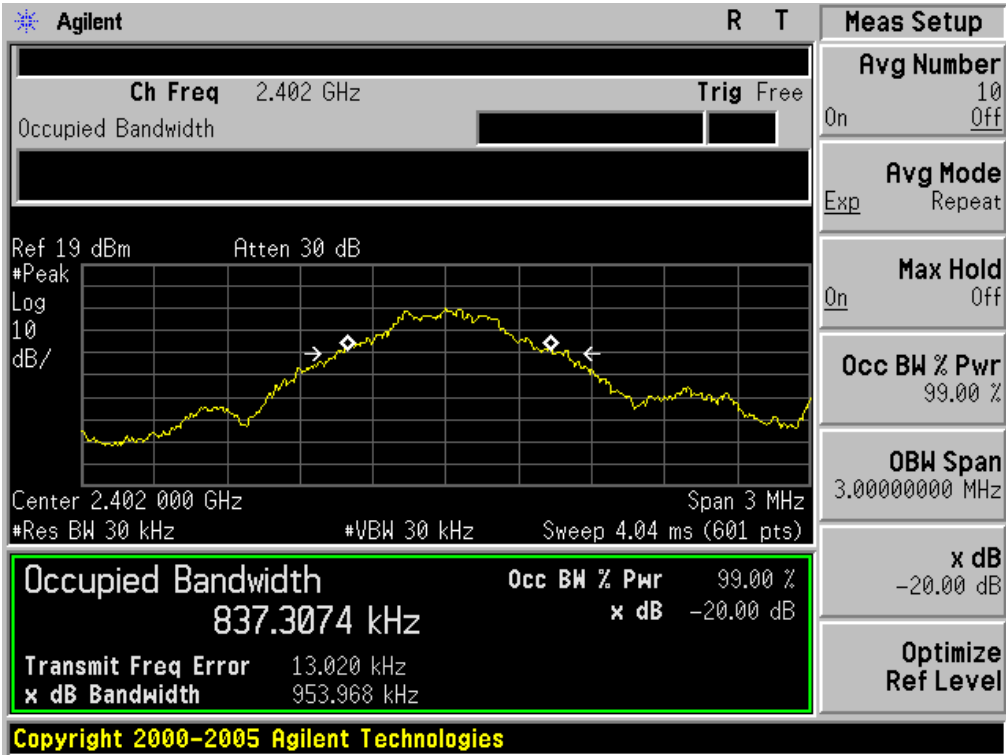 Agilent R T Meas Setup
Ch Freq 2.402 GHz Trig Free
Occupied Bandwidth
Avg Number
10
On Off
Avg Mode
Exp Repeat
Max Hold
On Off
Occ BW % Pwr
99.00 %
OBW Span
3.00000000 MHz
x dB
-20.00 dB
Optimize
Ref Level
Ref 19 dBm Atten 30 dB
#Peak
Log
10
dB/
Center 2.402 000 GHz Span 3 MHz
#Res BW 30 kHz #VBW 30 kHz Sweep 4.04 ms (601 pts)
Occupied Bandwidth Occ BW % Pwr 99.00 %
837.3074 kHz x dB -20.00 dB
Transmit Freq Error 13.020 kHz
x dB Bandwidth 953.968 kHz
Copyright 2000-2005 Agilent Technologies